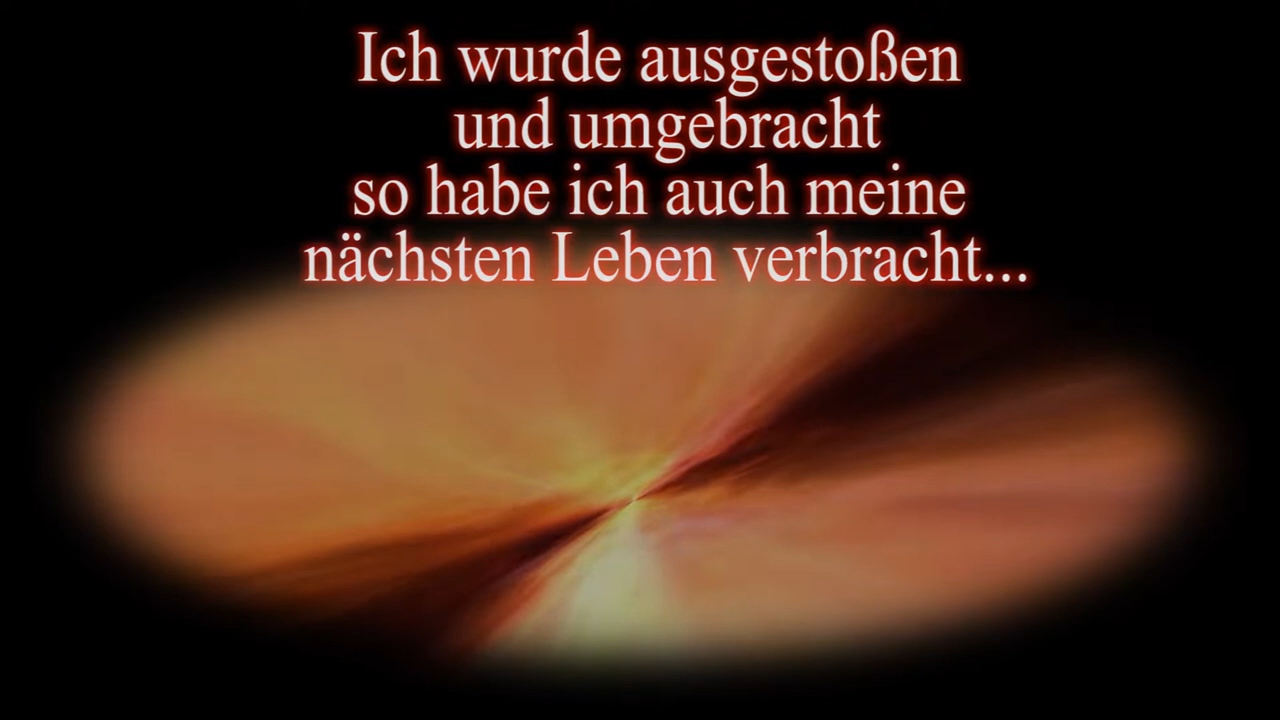 Ich wurde ausgestoßen
und umgebracht
so habe ich auch meine
nächsten Leben verbracht...